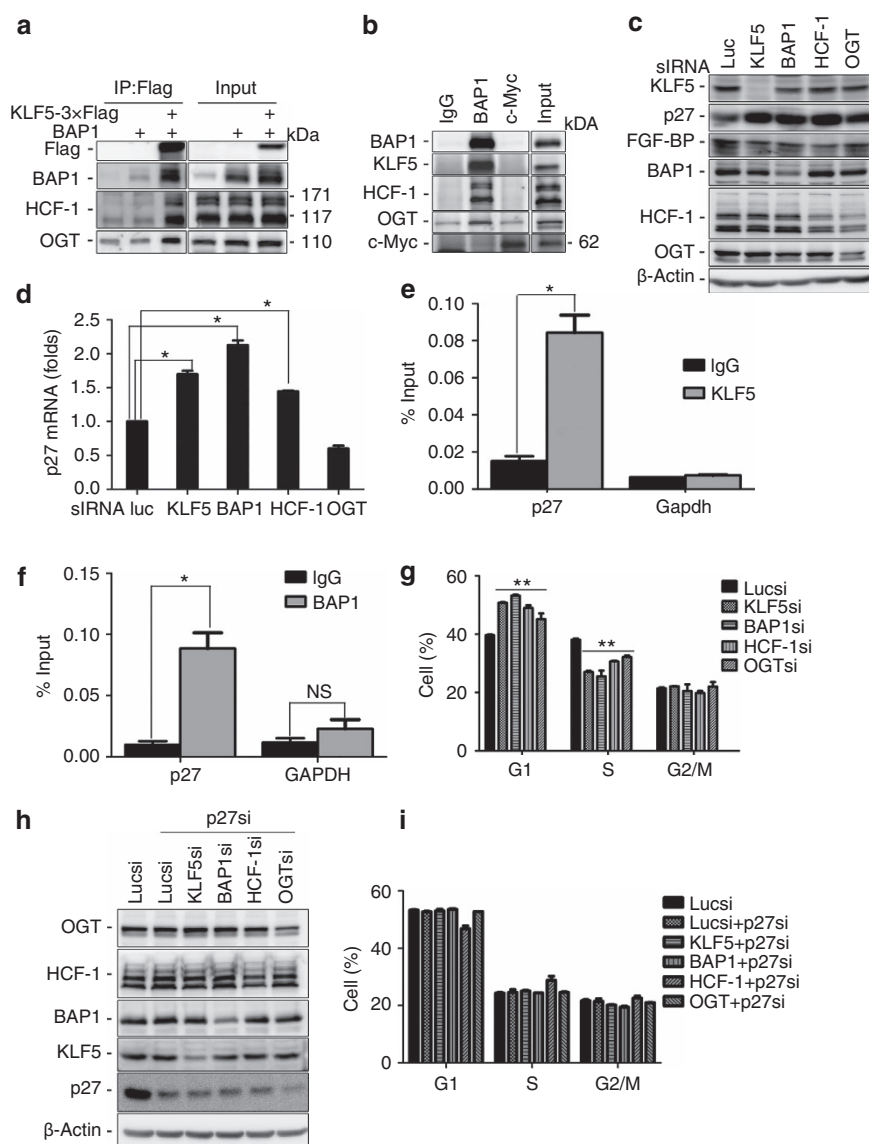 a
IP:Flag Input
KLF5-3×Flag + +
BAP1 + + + + kDa
Flag -
BAP1 -
HCF-1 - 171
- 117
OGT - - 110
b
IgG BAP1 c-Myc Input
kDA
BAP1 -
KLF5 -
HCF-1
OGT -
c-Myc - - 62
c
Luc KLF5 BAP1 HCF-1 OGT
sIRNA
KLF5 -
p27 -
FGF-BP -
BAP1 -
HCF-1 -
OGT -
β-Actin -
d
p27 mRNA (folds)
2.5
2.0
1.5
1.
0.5
0.0
* * *
sIRNA luc KLF5 BAP1 HCF-1 OGT
e
% Input
0.10
0.08
0.06
0.04
0.02
0.00
*
IgG
KLF5
p27 Gapdh
f
% Input
0.15
0.10
0.05
0.00
*
NS
IgG
BAP1
p27 GAPDH
g
Cell (%)
60
40
20
0
**
**
Lucsi
KLF5si
BAP1si
HCF-1si
OGTsi
G1 S G2/M
h
p27si
Lucsi Lucsi KLF5si BAP1si HCF-1si OGTsi
OGT -
HCF-1 -
BAP1 -
KLF5 -
p27 -
β-Actin -
i
Cell (%)
60
40
20
0
Lucsi
Lucsi+p27si
KLF5+p27si
BAP1+p27si
HCF-1+p27si
OGT+p27si
G1 S G2/M